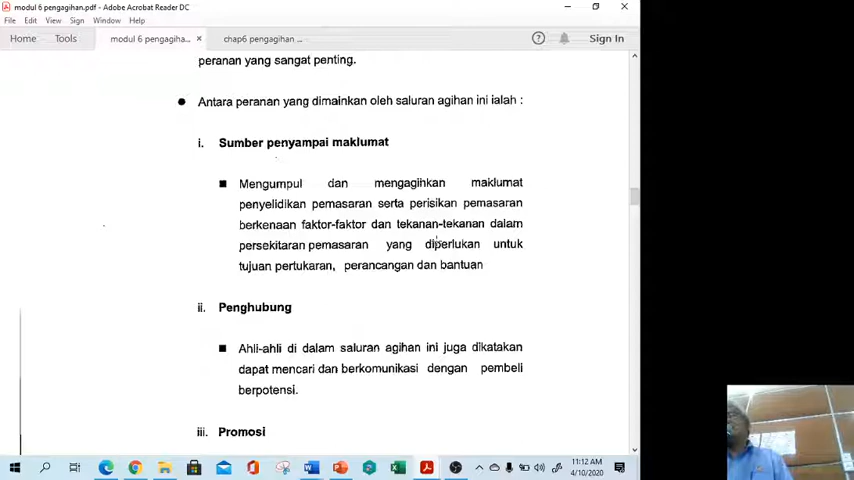 modul 6 pengagihan.pdf - Adobe Acrobat Reader DC
File Edit View Sign Window Help
Home Tools modul 6 pengagiha... × chap6 pengagihan ... Sign In
peranan yang sangat penting.
● Antara peranan yang dimainkan oleh saluran agihan ini ialah :
i. Sumber penyampai maklumat
■ Mengumpul dan mengagihkan maklumat
penyelidikan pemasaran serta perisikan pemasaran
berkenaan faktor-faktor dan tekanan-tekanan dalam
persekitaran pemasaran yang diperlukan untuk
tujuan pertukaran, perancangan dan bantuan
ii. Penghubung
■ Ahli-ahli di dalam saluran agihan ini juga dikatakan
dapat mencari dan berkomunikasi dengan pembeli
berpotensi.
iii. Promosi
11:12 AM
4/10/2020